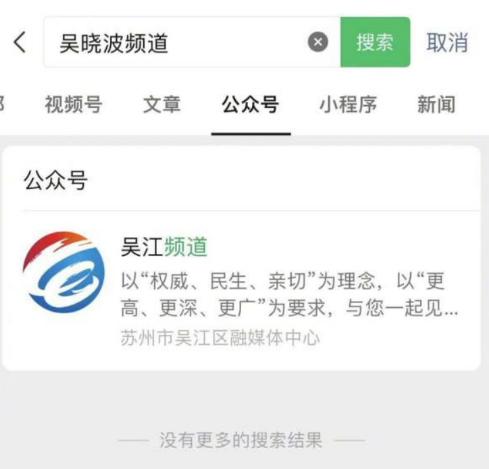 吴晓波频道
搜索
取消
视频号
文章
公众号
小程序
新闻
公众号
吴江频道
以“权威、民生、亲切”为理念，以“更
高、更深、更广”为要求，与您一起见...
苏州市吴江区融媒体中心
没有更多的搜索结果